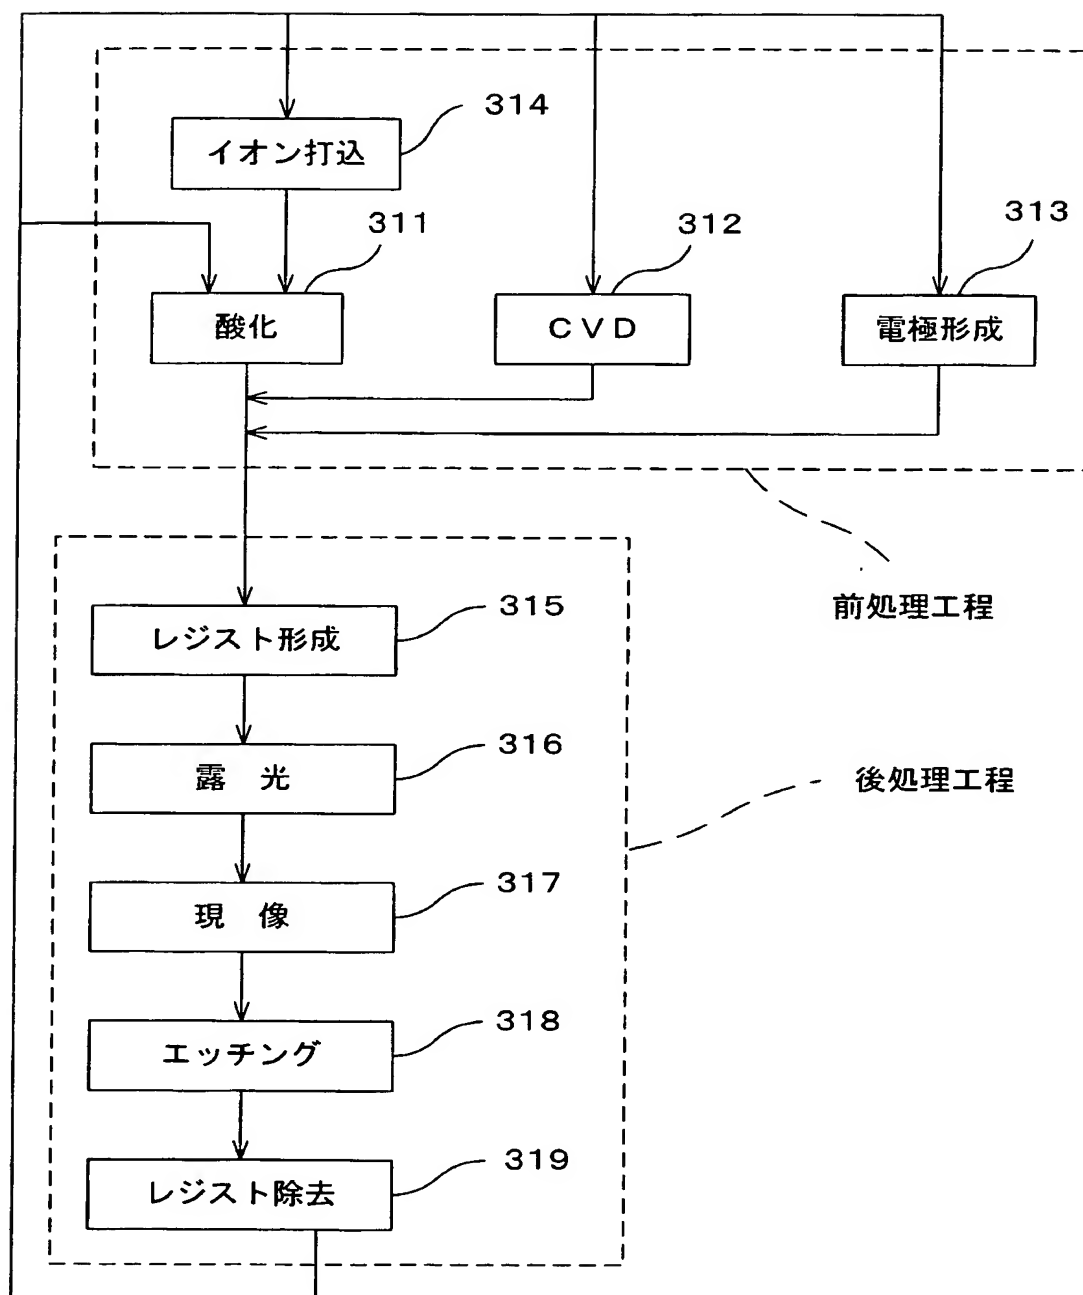 314
イオン打込
311
312
313
酸化
CVD
電極形成
前処理工程
315
レジスト形成
316
露 光
後処理工程
317
現 像
318
エッチング
319
レジスト除去